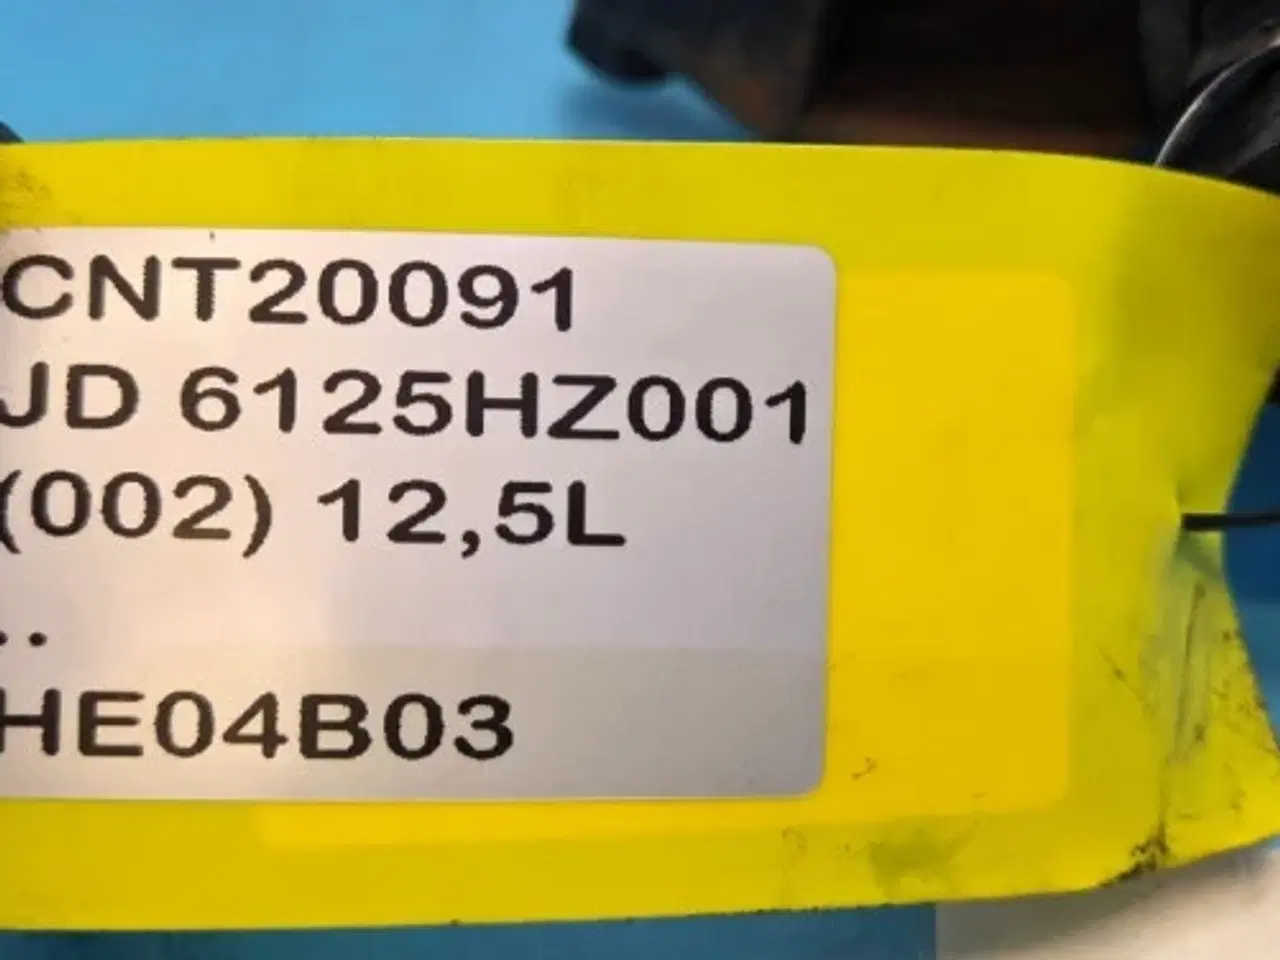 CNT20091
JD 6125HZ001
(002) 12,5L
..
HE04B03